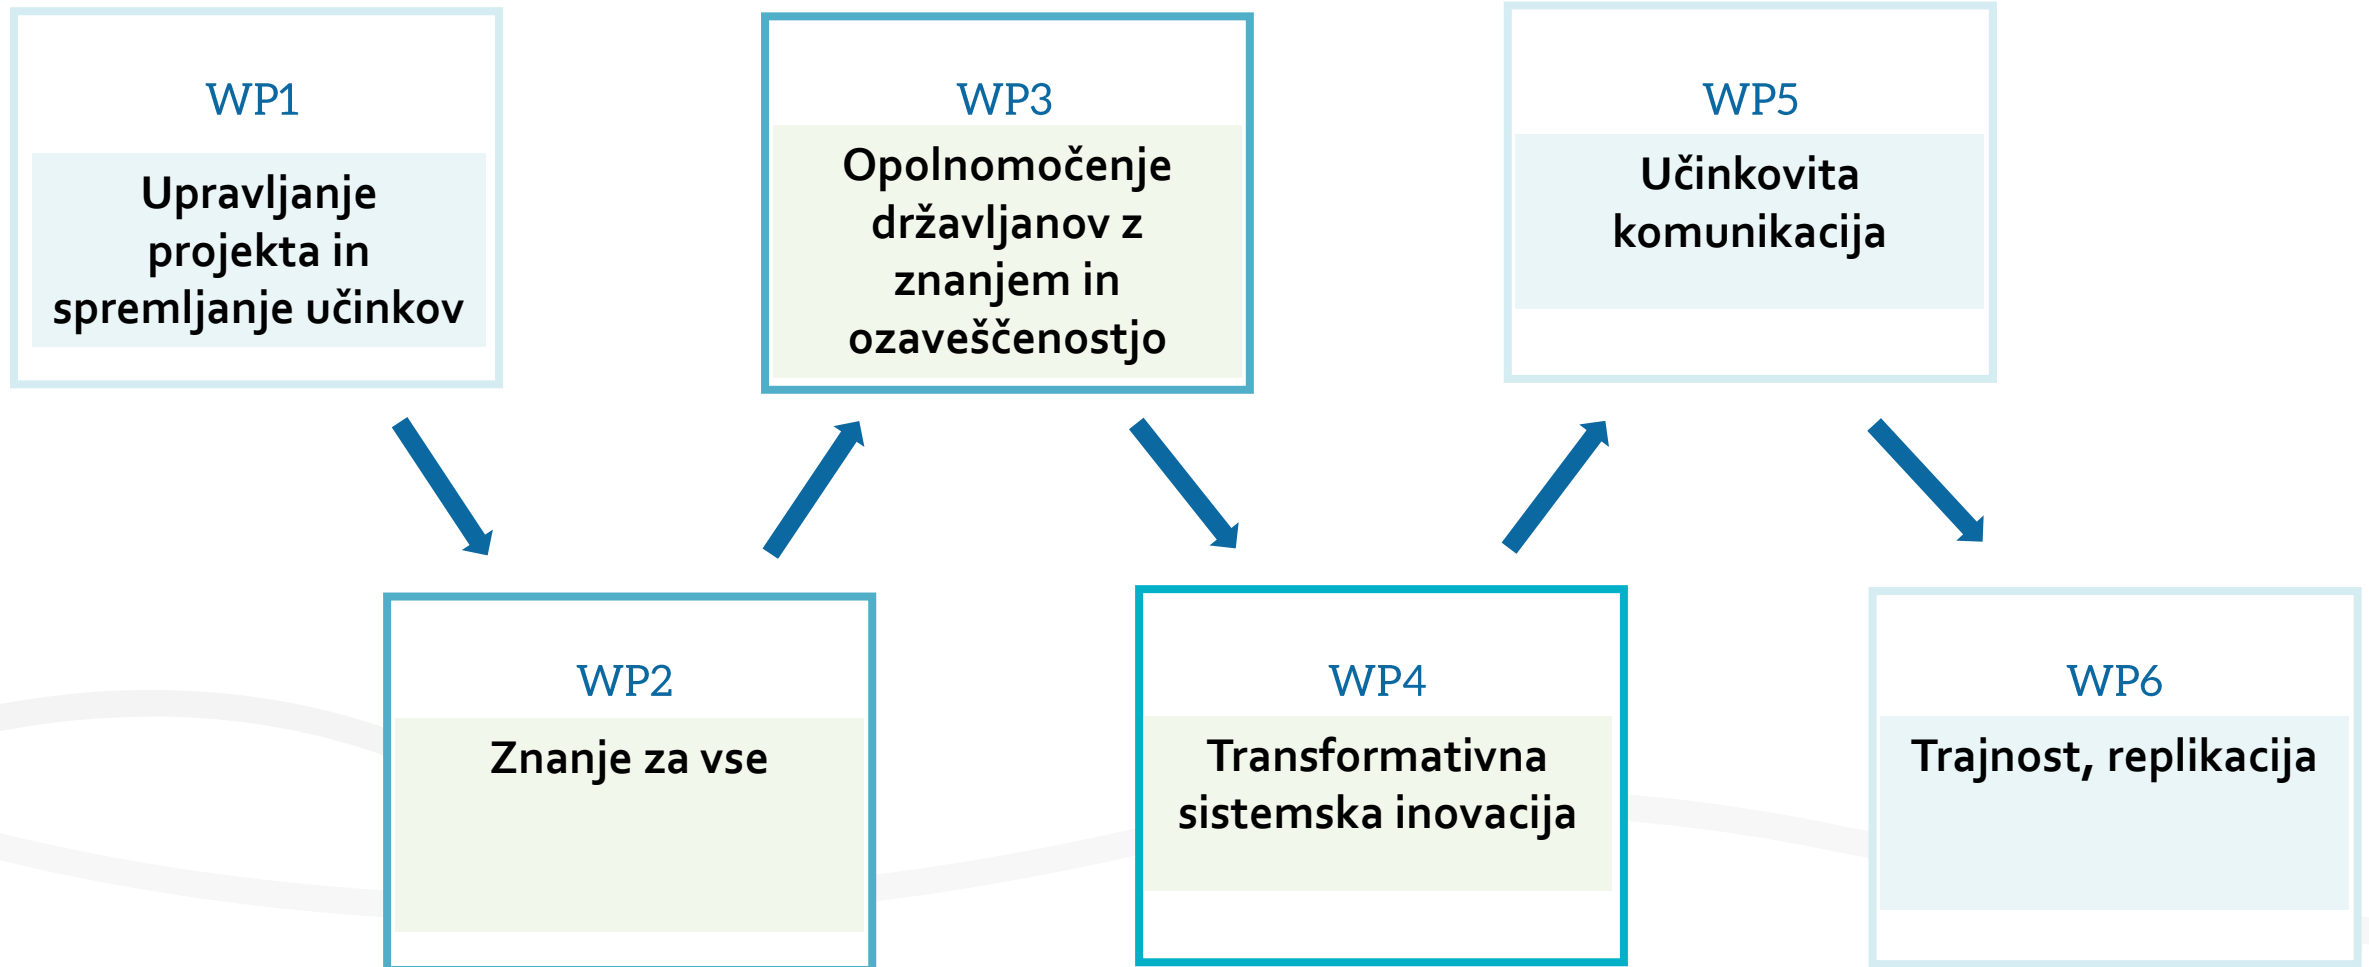 WP1
Upravljanje
projekta in
spremljanje učinkov
WP2
Znanje za vse
WP3
Opolnomočenje
državljanov z
znanjem in
ozaveščenostjo
WP4
Transformativna
sistemska inovacija
WP5
Učinkovita
komunikacija
WP6
Trajnost, replikacija